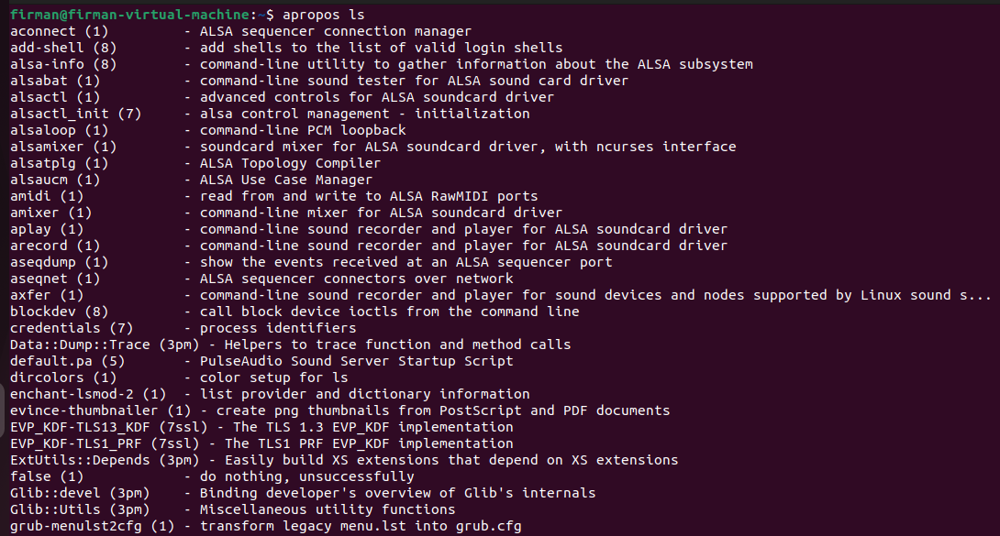 firman@firman-virtual-machine:~$ apropos ls
aconnect (1)         - ALSA sequencer connection manager
add-shell (8)        - add shells to the list of valid login shells
alsa-info (8)        - command-line utility to gather information about the ALSA subsystem
alsabat (1)          - command-line sound tester for ALSA sound card driver
alsactl (1)          - advanced controls for ALSA soundcard driver
alsactl_init (7)     - alsa control management - initialization
alsaloop (1)         - command-line PCM loopback
alsamixer (1)        - soundcard mixer for ALSA soundcard driver, with ncurses interface
alsatplg (1)         - ALSA Topology Compiler
alsaucm (1)          - ALSA Use Case Manager
amidi (1)            - read from and write to ALSA RawMIDI ports
amixer (1)           - command-line mixer for ALSA soundcard driver
aplay (1)            - command-line sound recorder and player for ALSA soundcard driver
arecord (1)          - command-line sound recorder and player for ALSA soundcard driver
aseqdump (1)         - show the events received at an ALSA sequencer port
aseqnet (1)          - ALSA sequencer connectors over network
axfer (1)            - command-line sound recorder and player for sound devices and nodes supported by Linux sound s...
blockdev (8)         - call block device ioctls from the command line
credentials (7)      - process identifiers
Data::Dump::Trace (3pm) - Helpers to trace function and method calls
default.pa (5)       - PulseAudio Sound Server Startup Script
dircolors (1)        - color setup for ls
enchant-lsmod-2 (1)  - list provider and dictionary information
evince-thumbnailer (1) - create png thumbnails from PostScript and PDF documents
EVP_KDF-TLS13_KDF (7ssl) - The TLS 1.3 EVP_KDF implementation
EVP_KDF-TLS1_PRF (7ssl) - The TLS1 PRF EVP_KDF implementation
ExtUtils::Depends (3pm) - Easily build XS extensions that depend on XS extensions
false (1)            - do nothing, unsuccessfully
Glib::devel (3pm)    - Binding developer's overview of Glib's internals
Glib::Utils (3pm)    - Miscellaneous utility functions
grub-menulst2cfg (1) - transform legacy menu.lst into grub.cfg